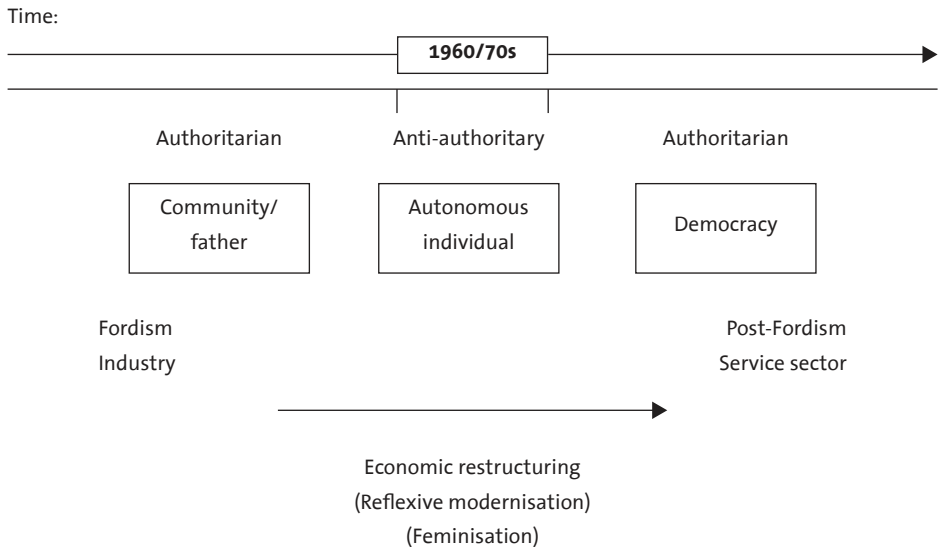 Time:
1960/70s
Authoritarian Anti-authoritary Authoritarian
Community/
father
Autonomous
individual
Democracy
Fordism
Industry
Post-Fordism
Service sector
Economic restructuring
(Reflexive modernisation)
(Feminisation)